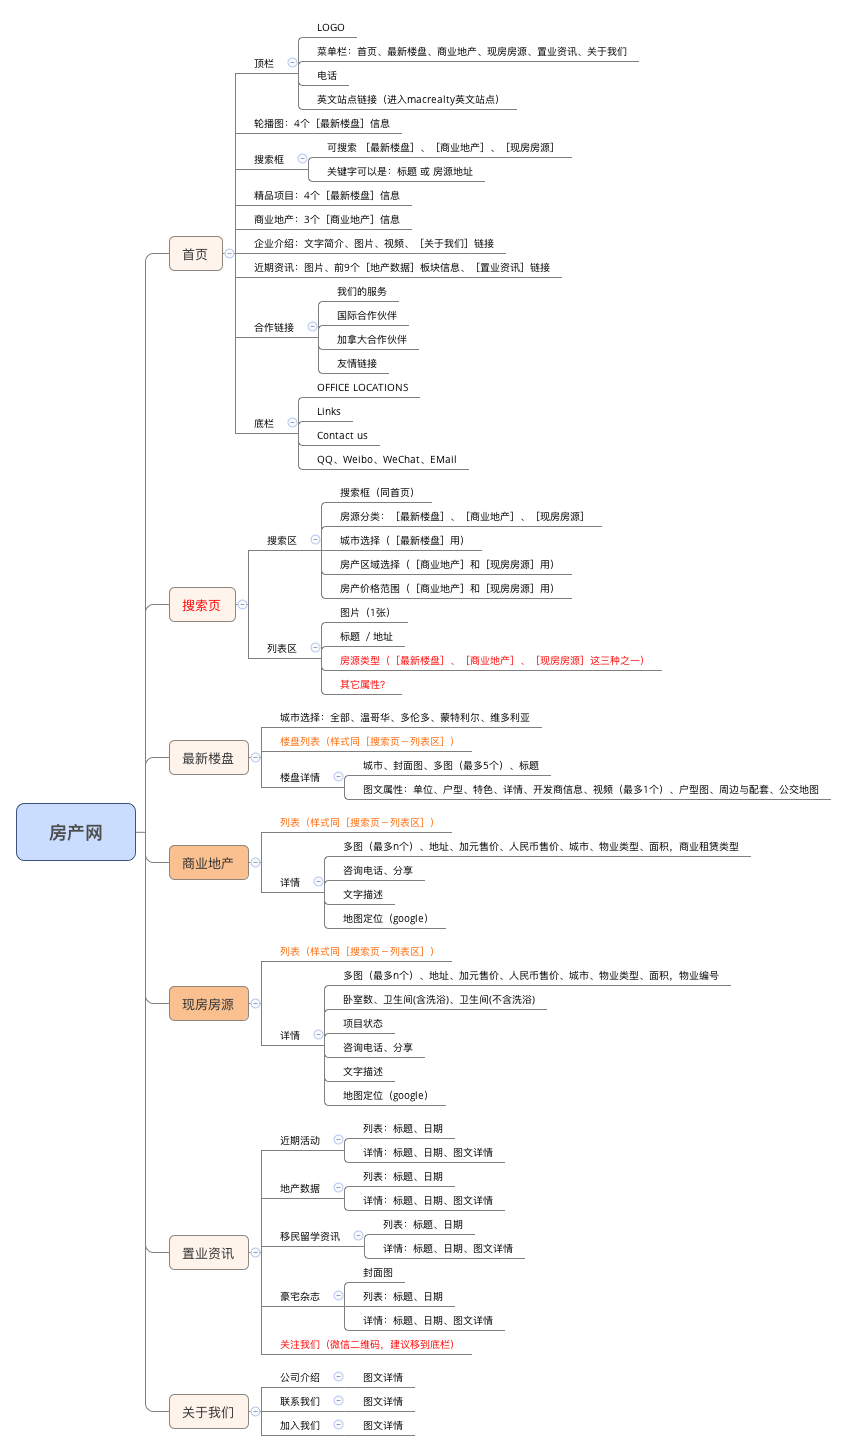 房产网
首页
顶栏
LOGO
菜单栏：首页、最新楼盘、商业地产、现房房源、置业资讯、关于我们
电话
英文站点链接（进入macrealty英文站点）
轮播图：4个［最新楼盘］信息
搜索框
可搜索 ［最新楼盘］、［商业地产］、［现房房源］
关键字可以是：标题 或 房源地址
精品项目：4个［最新楼盘］信息
商业地产：3个［商业地产］信息
企业介绍：文字简介、图片、视频、［关于我们］链接
近期资讯：图片、前9个［地产数据］板块信息、［置业资讯］链接
合作链接
我们的服务
国际合作伙伴
加拿大合作伙伴
友情链接
底栏
OFFICE LOCATIONS
Links
Contact us
QQ、Weibo、WeChat、EMail
搜索页
搜索区
搜索框（同首页）
房源分类：［最新楼盘］、［商业地产］、［现房房源］
城市选择（［最新楼盘］用）
房产区域选择（［商业地产］和［现房房源］用）
房产价格范围（［商业地产］和［现房房源］用）
列表区
图片（1张）
标题 / 地址
房源类型（［最新楼盘］、［商业地产］、［现房房源］这三种之一）
其它属性？
最新楼盘
城市选择：全部、温哥华、多伦多、蒙特利尔、维多利亚
楼盘列表（样式同［搜索页－列表区］）
楼盘详情
城市、封面图、多图（最多5个）、标题
图文属性：单位、户型、特色、详情、开发商信息、视频（最多1个）、户型图、周边与配套、公交地图
商业地产
列表（样式同［搜索页－列表区］）
详情
多图（最多n个）、地址、加元售价、人民币售价、城市、物业类型、面积，商业租赁类型
咨询电话、分享
文字描述
地图定位（google）
现房房源
列表（样式同［搜索页－列表区］）
详情
多图（最多n个）、地址、加元售价、人民币售价、城市、物业类型、面积，物业编号
卧室数、卫生间(含洗浴)、卫生间(不含洗浴)
项目状态
咨询电话、分享
文字描述
地图定位（google）
置业资讯
近期活动
列表：标题、日期
详情：标题、日期、图文详情
地产数据
列表：标题、日期
详情：标题、日期、图文详情
移民留学资讯
列表：标题、日期
详情：标题、日期、图文详情
豪宅杂志
封面图
列表：标题、日期
详情：标题、日期、图文详情
关注我们（微信二维码，建议移到底栏）
关于我们
公司介绍
图文详情
联系我们
图文详情
加入我们
图文详情